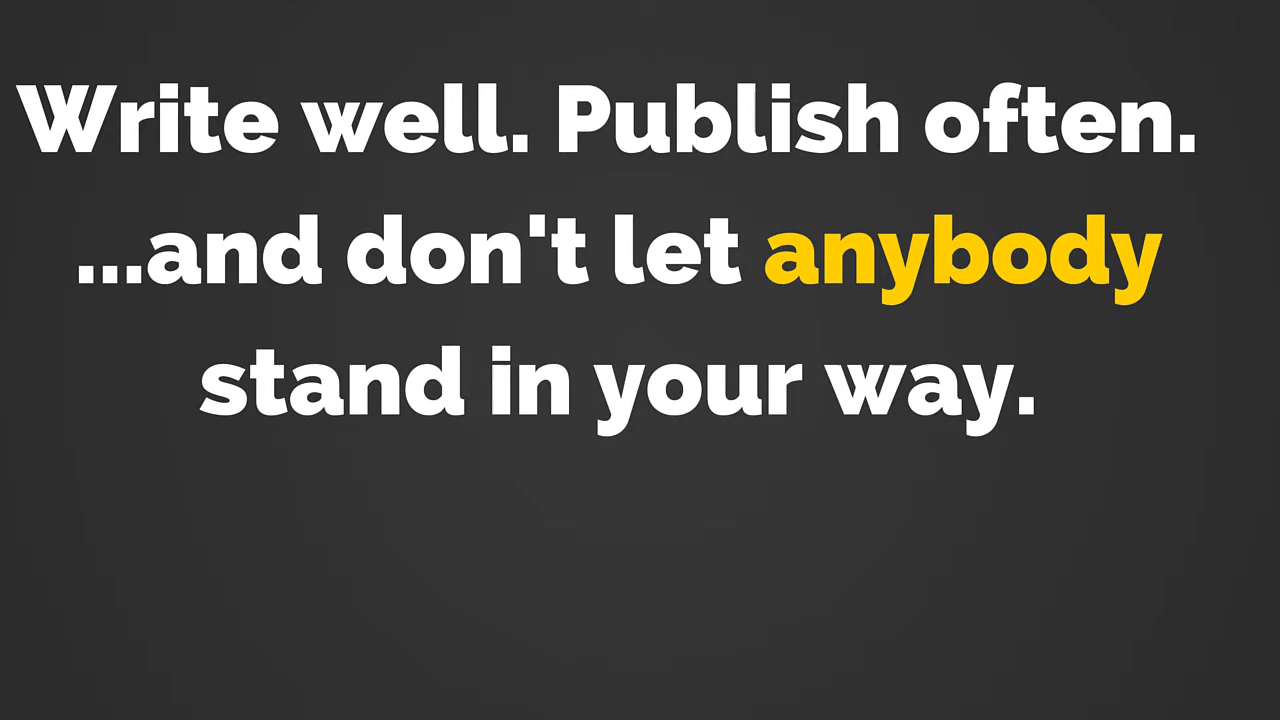 Write well. Publish often.
...and don't let anybody
stand in your way.